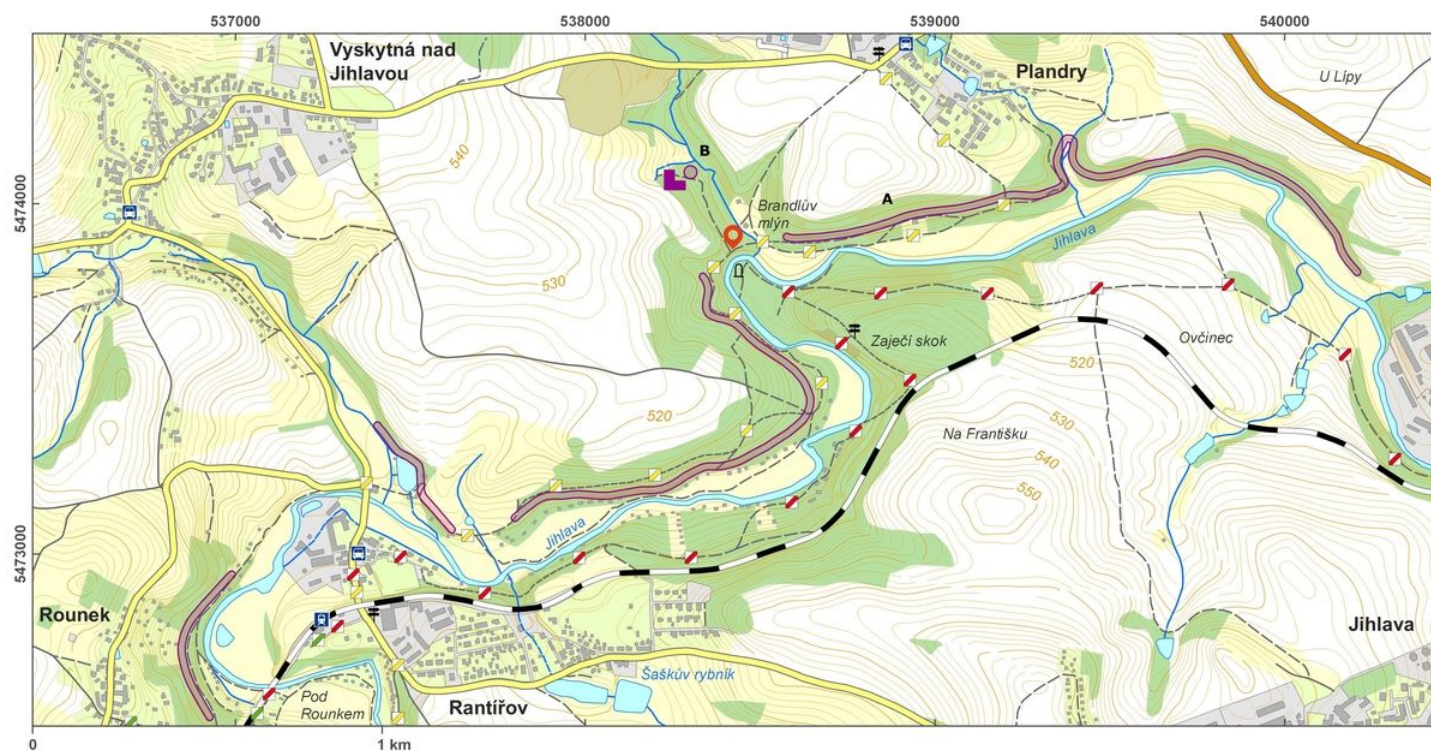 537000
538000
539000
540000
Vyskytná nad
Jihlavou
Plandry
U Lípy
540
B
5474000
A
Brandlův
mlýn
Jihlava
530
Zaječí skok
Ovčinec
520
520
Na Františku
530
540
550
Jihlava
5473000
Rounek
Jihlava
Šaškův rybník
Pod
Rounkem
Rantířov
0
1 km